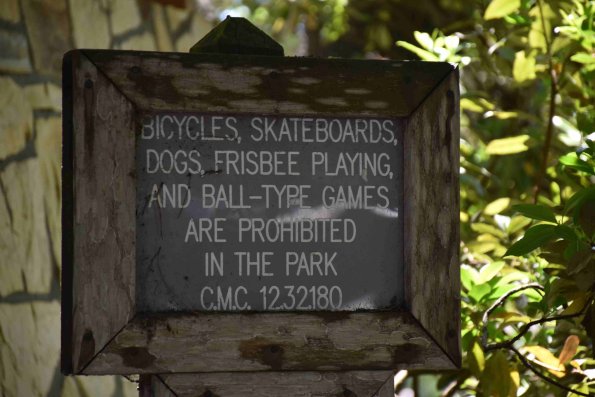 BICYCLES, SKATEBOARDS,
DOGS, FRISBEE PLAYING,
AND BALL-TYPE GAMES
ARE PROHIBITED
IN THE PARK
C.M.C. 12.32180